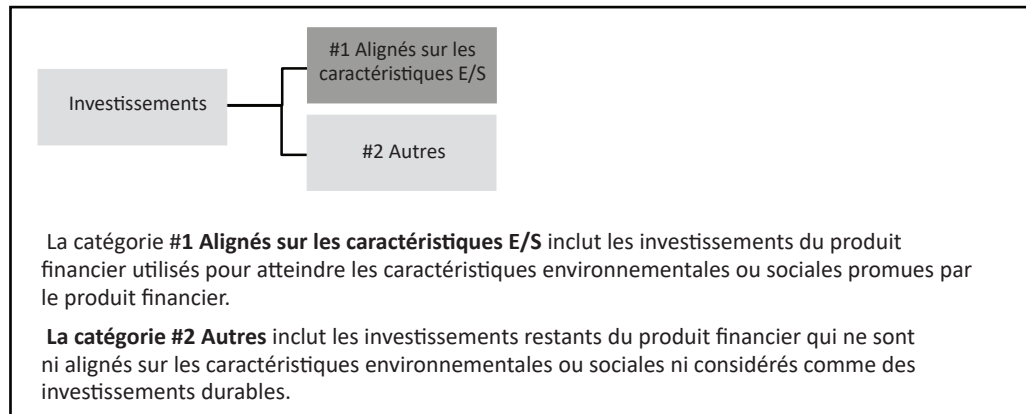 #1 Alignés sur les
caractéristiques E/S
Investissements
#2 Autres
La catégorie #1 Alignés sur les caractéristiques E/S inclut les investissements du produit
financier utilisés pour atteindre les caractéristiques environnementales ou sociales promues par
le produit financier.
La catégorie #2 Autres inclut les investissements restants du produit financier qui ne sont
ni alignés sur les caractéristiques environnementales ou sociales ni considérés comme des
investissements durables.